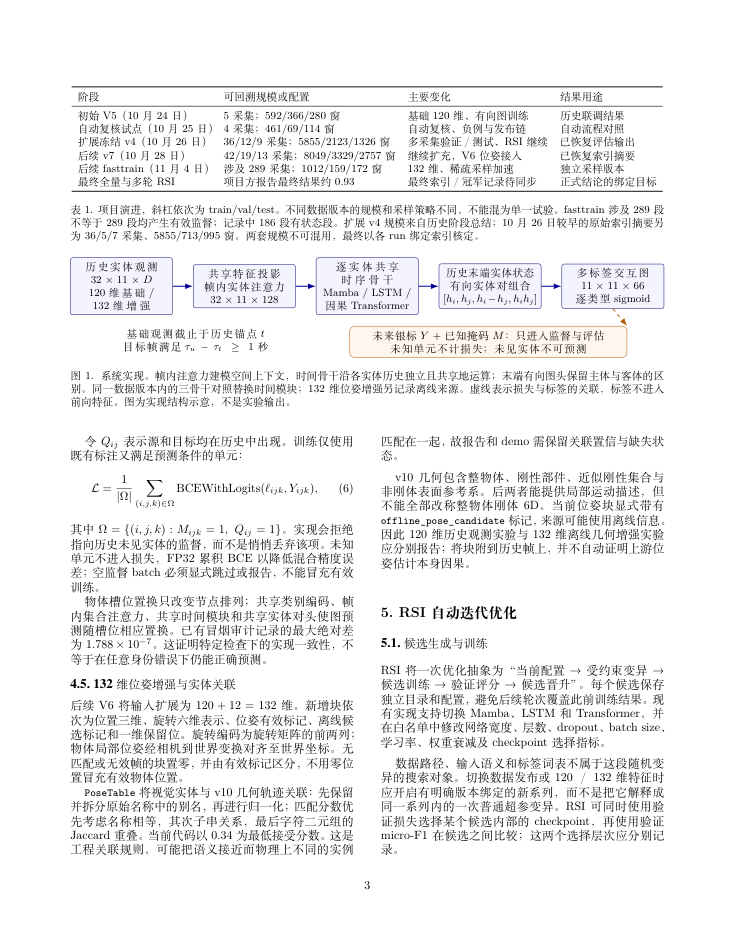 阶段 可回溯规模或配置 主要变化 结果用途
初始 V5（10 月 24 日） 5 采集；592/366/280 窗 基础 120 维、有向图训练 历史联调结果
自动复核试点（10 月 25 日） 4 采集；461/69/114 窗 自动复核、负例与发布链 自动流程对照
扩展冻结 v4（10 月 26 日） 36/12/9 采集；5855/2123/1326 窗 多采集验证 / 测试、RSI 继续 已恢复评估输出
后续 v7（10 月 28 日） 42/19/13 采集；8049/3329/2757 窗 继续扩充，V6 位姿接入 已恢复索引摘要
后续 fasttrain（11 月 4 日） 涉及 289 段；1012/159/172 窗 132 维、稀疏采样加速 独立采样版本
最终全量与多轮 RSI 项目方报告最终结果约 0.93 最终索引 / 冠军记录待同步 正式结论的绑定目标
表 1. 项目演进，斜杠依次为 train/val/test。不同数据版本的规模和采样策略不同，不能混为单一试验。fasttrain 涉及 289 段
不等于 289 段均产生有效监督；记录中 186 段有状态段。扩展 v4 规模来自历史阶段总结；10 月 26 日较早的原始索引摘要另
为 36/5/7 采集、5855/713/995 窗。两套规模不可混用，最终以各 run 绑定索引核定。
历史实体观测
32 × 11 × D
120 维基础 /
132 维增强
共享特征投影
帧内实体注意力
32 × 11 × 128
逐实体共享
时序骨干
Mamba / LSTM /
因果 Transformer
历史末端实体状态
有向实体对组合
[h_i, h_j, h_i−h_j, h_ih_j]
多标签交互图
11 × 11 × 66
逐类型 sigmoid
基础观测截止于历史锚点 t
目标帧满足 τ_u − τ_t ≥ 1 秒
未来银标 Y ＋已知掩码 M：只进入监督与评估
未知单元不计损失；未见实体不可预测
图 1. 系统实现。帧内注意力建模空间上下文，时间骨干沿各实体历史独立且共享地运算；末端有向图头保留主体与客体的区
别。同一数据版本内的三骨干对照替换时间模块；132 维位姿增强另记录离线来源。虚线表示损失与标签的关联，标签不进入
前向特征。图为实现结构示意，不是实验输出。
令 Q_{ij} 表示源和目标均在历史中出现。训练仅使用
既有标注又满足预测条件的单元：
ℒ = 1/|Ω| ∑_{(i,j,k)∈Ω} BCEWithLogits(ℓ_{ijk}, Y_{ijk}), (6)
其中 Ω = {(i, j, k) : M_{ijk} = 1, Q_{ij} = 1}。实现会拒绝
指向历史未见实体的监督，而不是悄悄丢弃该项。未知
单元不进入损失，FP32 累积 BCE 以降低混合精度误
差；空监督 batch 必须显式跳过或报告，不能冒充有效
训练。
物体槽位置换只改变节点排列；共享类别编码、帧
内集合注意力、共享时间模块和共享实体对头使图预
测随槽位相应置换。已有冒烟审计记录的最大绝对差
为 1.788 × 10^{−7}。这证明特定检查下的实现一致性，不
等于在任意身份错误下仍能正确预测。
4.5. 132 维位姿增强与实体关联
后续 V6 将输入扩展为 120 + 12 = 132 维。新增块依
次为位置三维、旋转六维表示、位姿有效标记、离线候
选标记和一维保留位。旋转编码为旋转矩阵的前两列；
物体局部位姿经相机到世界变换对齐至世界坐标。无
匹配或无效帧的块置零，并由有效标记区分，不用零位
置冒充有效物体位置。
PoseTable 将视觉实体与 v10 几何轨迹关联：先保留
并拆分原始名称中的别名，再进行归一化；匹配分数优
先考虑名称相等，其次子串关系，最后字符二元组的
Jaccard 重叠。当前代码以 0.34 为最低接受分数。这是
工程关联规则，可能把语义接近而物理上不同的实例
匹配在一起，故报告和 demo 需保留关联置信与缺失状
态。
v10 几何包含整物体、刚性部件、近似刚性集合与
非刚体表面参考系。后两者能提供局部运动描述，但
不能全部改称整物体刚体 6D。当前位姿块显式带有
offline_pose_candidate 标记，来源可能使用离线信息。
因此 120 维历史观测实验与 132 维离线几何增强实验
应分别报告；将块附到历史帧上，并不自动证明上游位
姿估计本身因果。
5. RSI 自动迭代优化
5.1. 候选生成与训练
RSI 将一次优化抽象为 “当前配置 → 受约束变异 →
候选训练 → 验证评分 → 候选晋升”。每个候选保存
独立目录和配置，避免后续轮次覆盖此前训练结果。现
有实现支持切换 Mamba、LSTM 和 Transformer，并
在白名单中修改网络宽度、层数、dropout、batch size、
学习率、权重衰减及 checkpoint 选择指标。
数据路径、输入语义和标签词表不属于这段随机变
异的搜索对象。切换数据发布或 120 / 132 维特征时
应开启有明确版本绑定的新系列，而不是把它解释成
同一系列内的一次普通超参变异。RSI 可同时使用验
证损失选择某个候选内部的 checkpoint，再使用验证
micro-F1 在候选之间比较；这两个选择层次应分别记
录。
3